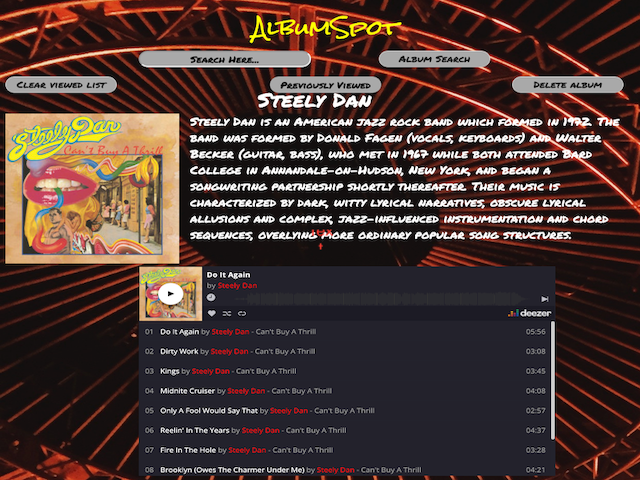 AlbumSpot
Search Here...
Album Search
Clear viewed list
Previously Viewed
Delete album
Steely Dan
Steely Dan
Can't Buy A Thrill
Steely Dan is an American jazz rock band which formed in 1972. The
band was formed by Donald Fagen (vocals, keyboards) and Walter
Becker (guitar, bass), who met in 1967 while both attended Bard
College in Annandale-on-Hudson, New York, and began a
songwriting partnership shortly thereafter. Their music is
characterized by dark, witty lyrical narratives, obscure lyrical
allusions and complex, jazz-influenced instrumentation and chord
sequences, overlying more ordinary popular song structures.
Do It Again
by Steely Dan
deezer
01 Do It Again by Steely Dan - Can't Buy A Thrill 05:56
02 Dirty Work by Steely Dan - Can't Buy A Thrill 03:08
03 Kings by Steely Dan - Can't Buy A Thrill 03:45
04 Midnite Cruiser by Steely Dan - Can't Buy A Thrill 04:08
05 Only A Fool Would Say That by Steely Dan - Can't Buy A Thrill 02:57
06 Reelin' In The Years by Steely Dan - Can't Buy A Thrill 04:37
07 Fire In The Hole by Steely Dan - Can't Buy A Thrill 03:28
08 Brooklyn (Owes The Charmer Under Me) by Steely Dan - Can't Buy A Thrill 04:21